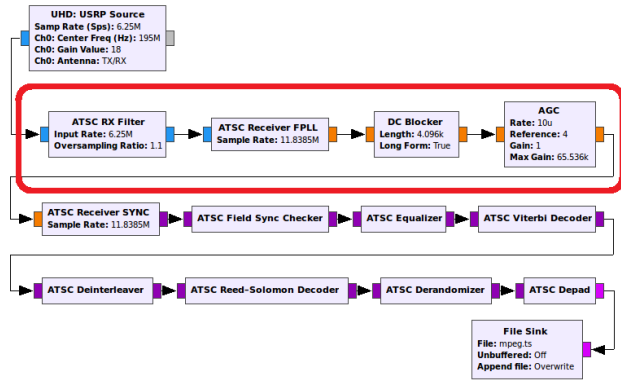 UHD: USRP Source
Samp Rate (Sps): 6.25M
Ch0: Center Freq (Hz): 195M
Ch0: Gain Value: 18
Ch0: Antenna: TX/RX
ATSC RX Filter
Input Rate: 6.25M
Oversampling Ratio: 1.1
ATSC Receiver FPLL
Sample Rate: 11.8385M
DC Blocker
Length: 4.096k
Long Form: True
AGC
Rate: 10u
Reference: 4
Gain: 1
Max Gain: 65.536k
ATSC Receiver SYNC
Sample Rate: 11.8385M
ATSC Field Sync Checker
ATSC Equalizer
ATSC Viterbi Decoder
ATSC Deinterleaver
ATSC Reed–Solomon Decoder
ATSC Derandomizer
ATSC Depad
File Sink
File: mpeg.ts
Unbuffered: Off
Append file: Overwrite